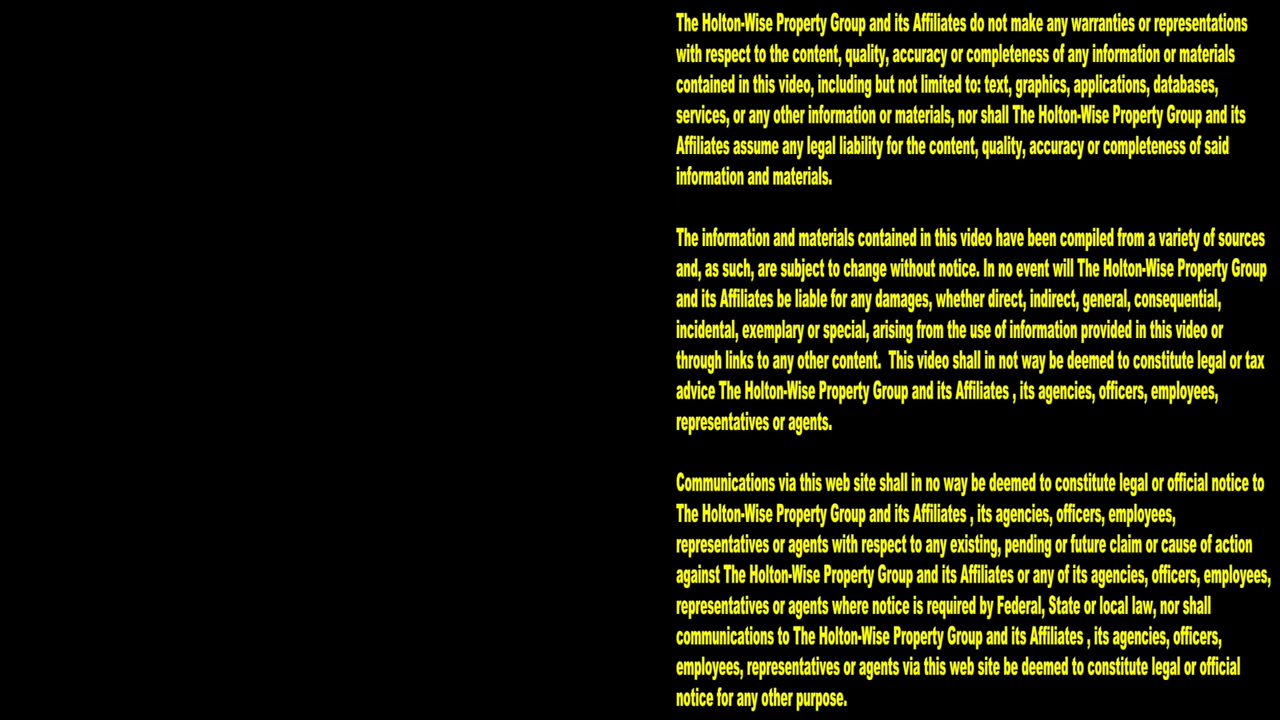 The Holton-Wise Property Group and its Affiliates do not make any warranties or representations
with respect to the content, quality, accuracy or completeness of any information or materials
contained in this video, including but not limited to: text, graphics, applications, databases,
services, or any other information or materials, nor shall The Holton-Wise Property Group and its
Affiliates assume any legal liability for the content, quality, accuracy or completeness of said
information and materials.
The information and materials contained in this video have been compiled from a variety of sources
and, as such, are subject to change without notice. In no event will The Holton-Wise Property Group
and its Affiliates be liable for any damages, whether direct, indirect, general, consequential,
incidental, exemplary or special, arising from the use of information provided in this video or
through links to any other content.  This video shall in not way be deemed to constitute legal or tax
advice The Holton-Wise Property Group and its Affiliates , its agencies, officers, employees,
representatives or agents.
Communications via this web site shall in no way be deemed to constitute legal or official notice to
The Holton-Wise Property Group and its Affiliates , its agencies, officers, employees,
representatives or agents with respect to any existing, pending or future claim or cause of action
against The Holton-Wise Property Group and its Affiliates or any of its agencies, officers, employees,
representatives or agents where notice is required by Federal, State or local law, nor shall
communications to The Holton-Wise Property Group and its Affiliates , its agencies, officers,
employees, representatives or agents via this web site be deemed to constitute legal or official
notice for any other purpose.